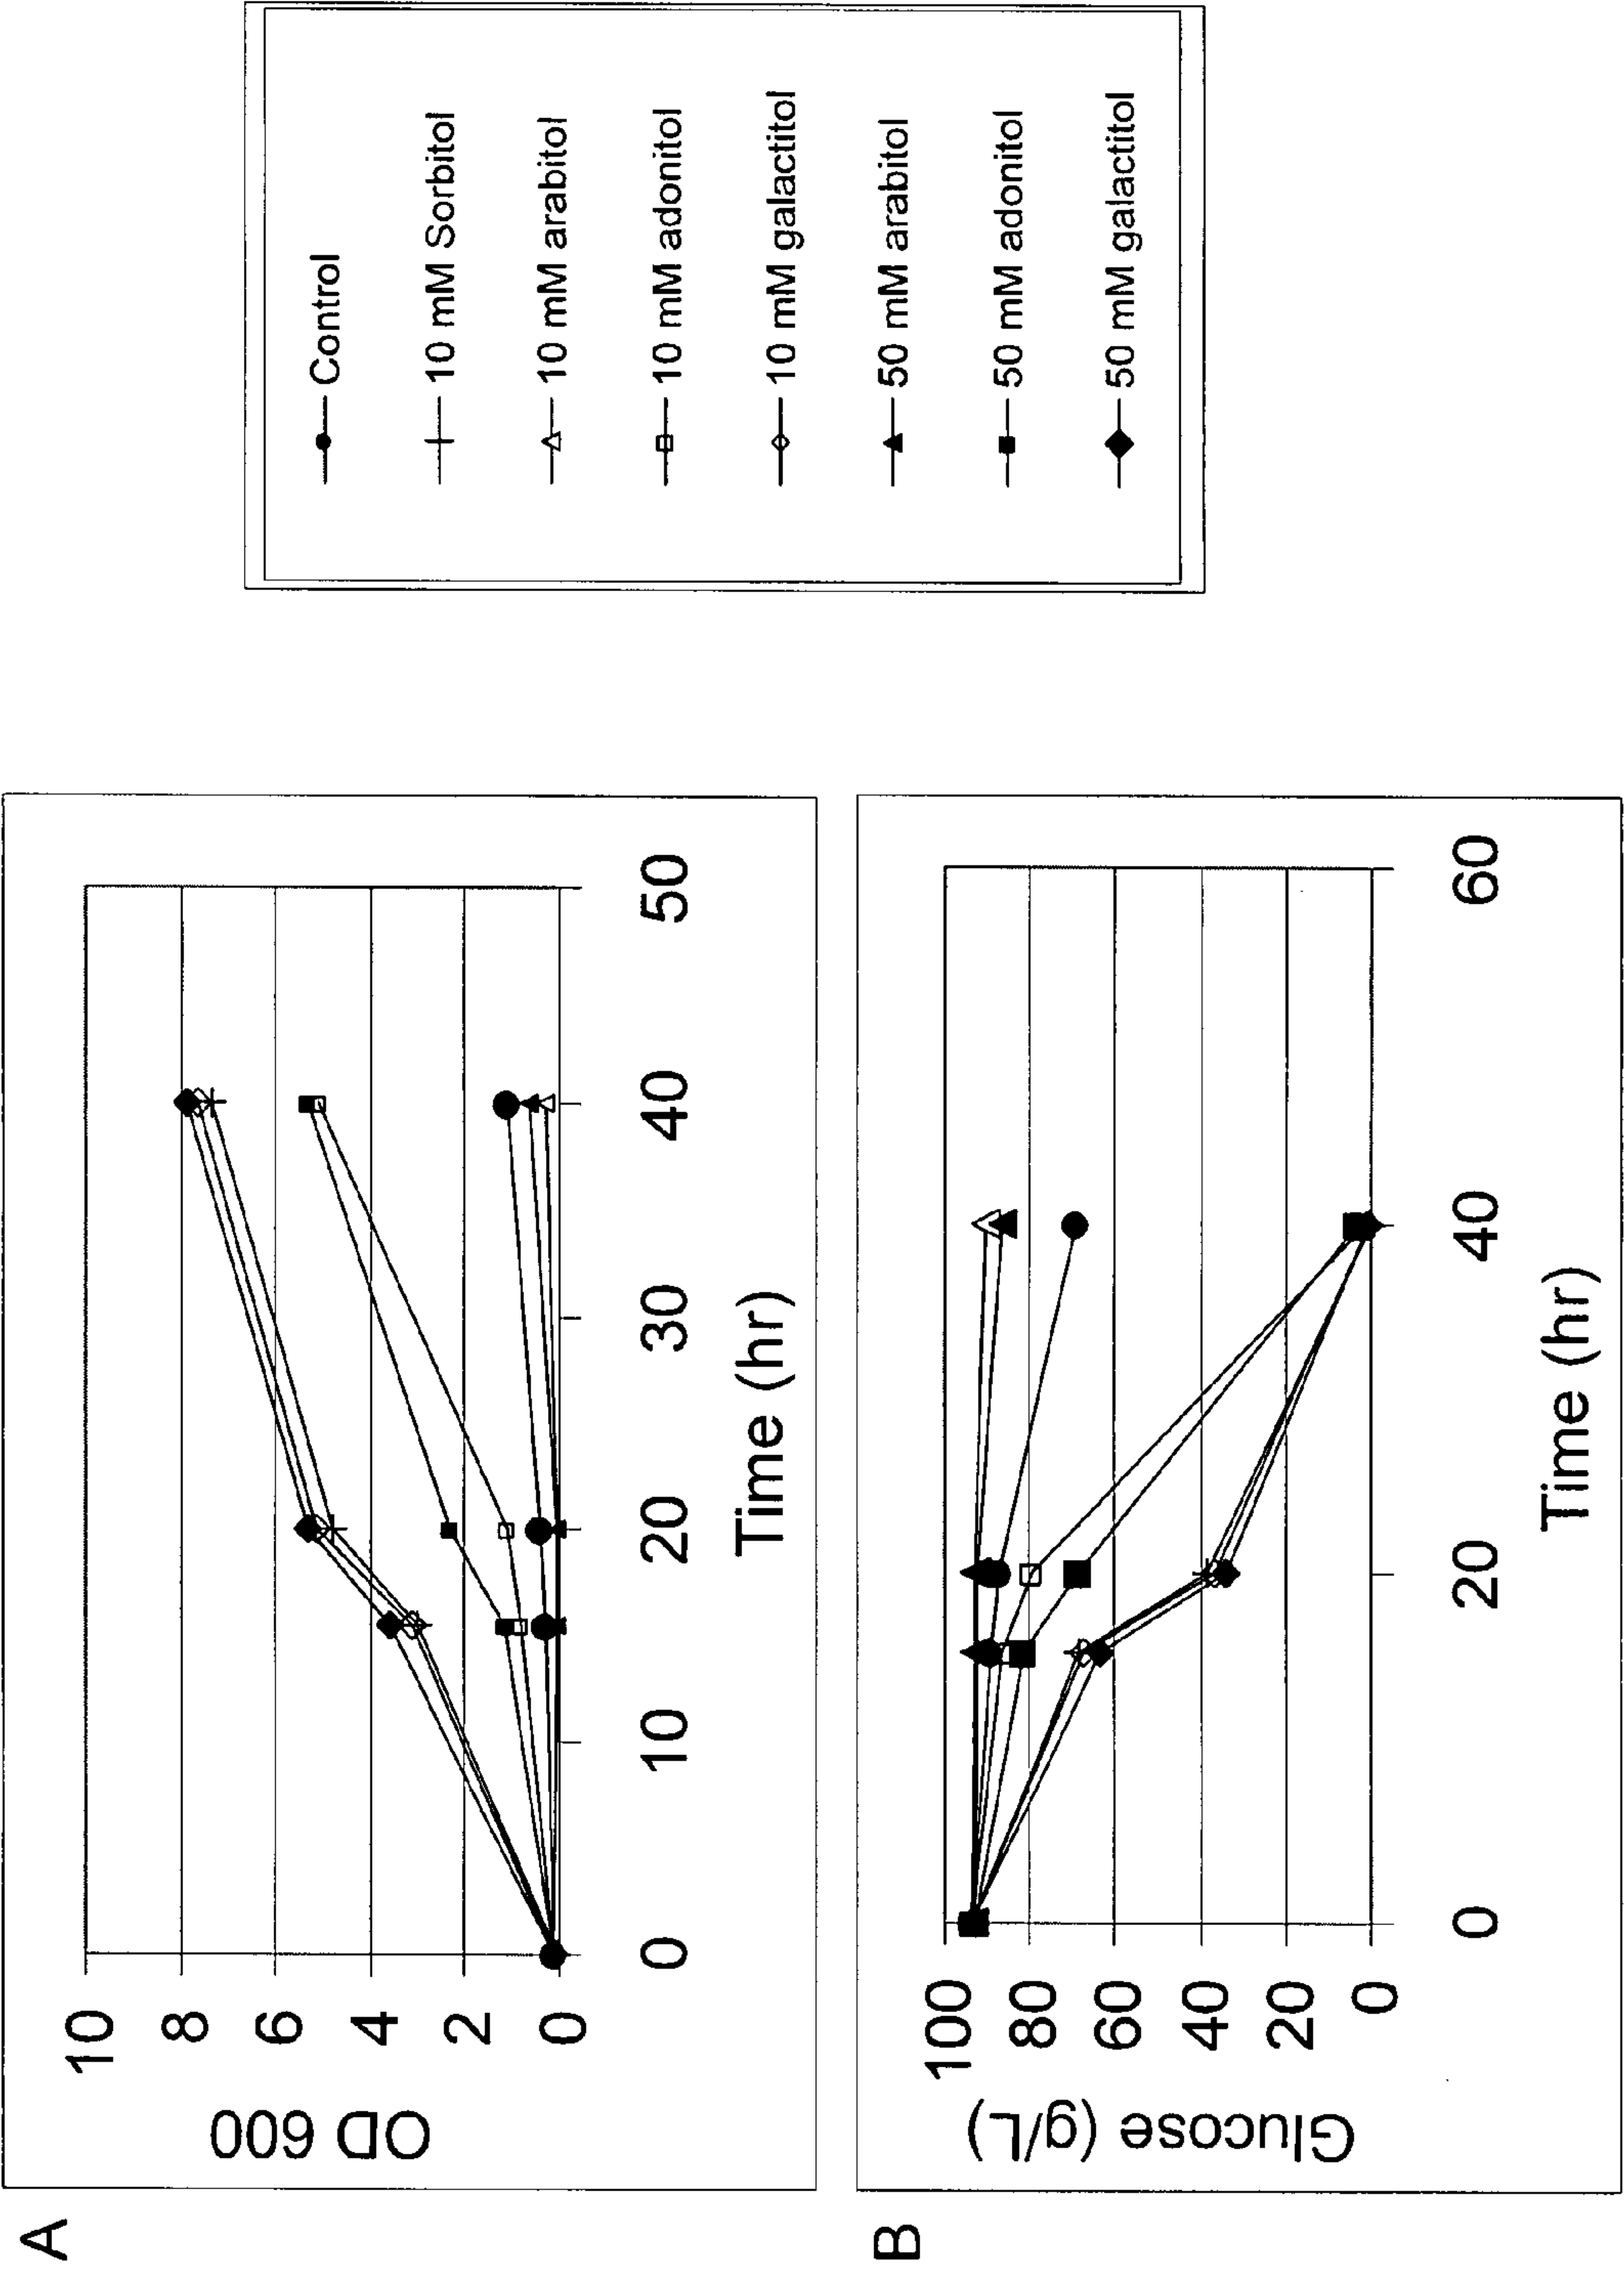 A
OD 600
10
8
6
4
2
0
0
10
20
30
40
50
Time (hr)
B
Glucose (g/L)
100
80
60
40
20
0
0
20
40
60
Time (hr)
Control
10 mM Sorbitol
10 mM arabitol
10 mM adonitol
10 mM galactitol
50 mM arabitol
50 mM adonitol
50 mM galactitol